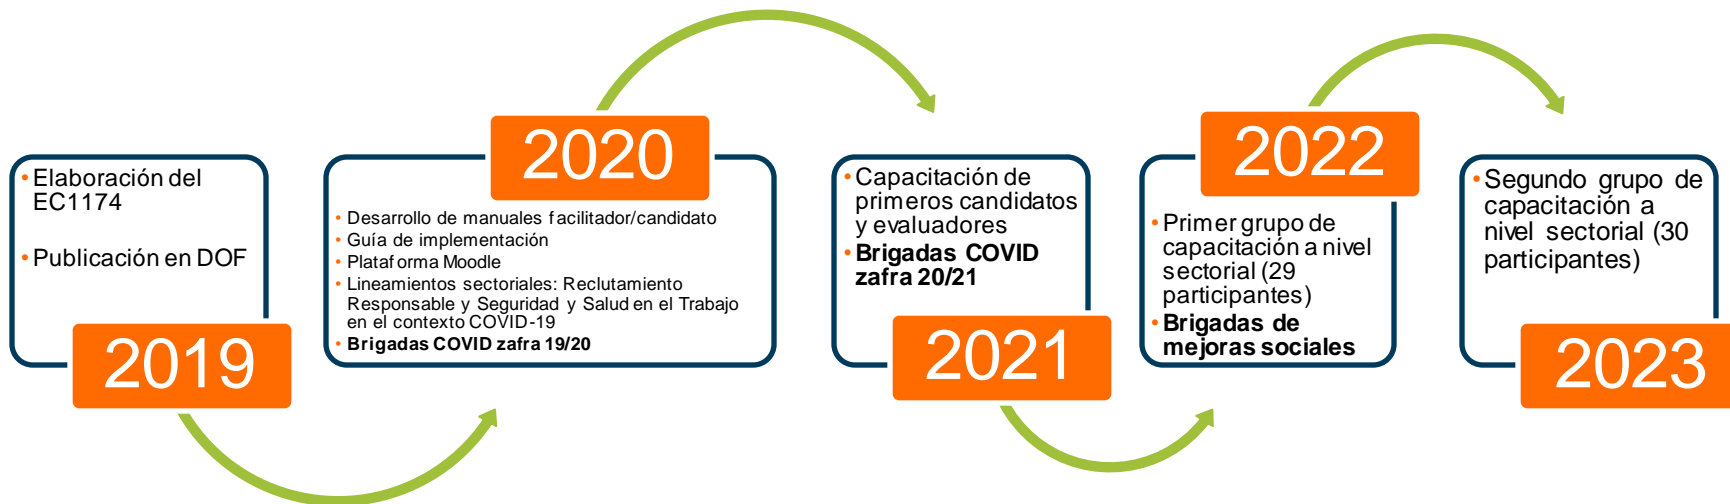 • Elaboración del
EC1174
• Publicación en DOF
2019
2020
• Desarrollo de manuales facilitador/candidato
• Guía de implementación
• Plataforma Moodle
• Lineamientos sectoriales: Reclutamiento
Responsable y Seguridad y Salud en el Trabajo
en el contexto COVID-19
• Brigadas COVID zafra 19/20
• Capacitación de
primeros candidatos
y evaluadores
• Brigadas COVID
zafra 20/21
2021
2022
• Primer grupo de
capacitación a nivel
sectorial (29
participantes)
• Brigadas de
mejoras sociales
• Segundo grupo de
capacitación a
nivel sectorial (30
participantes)
2023